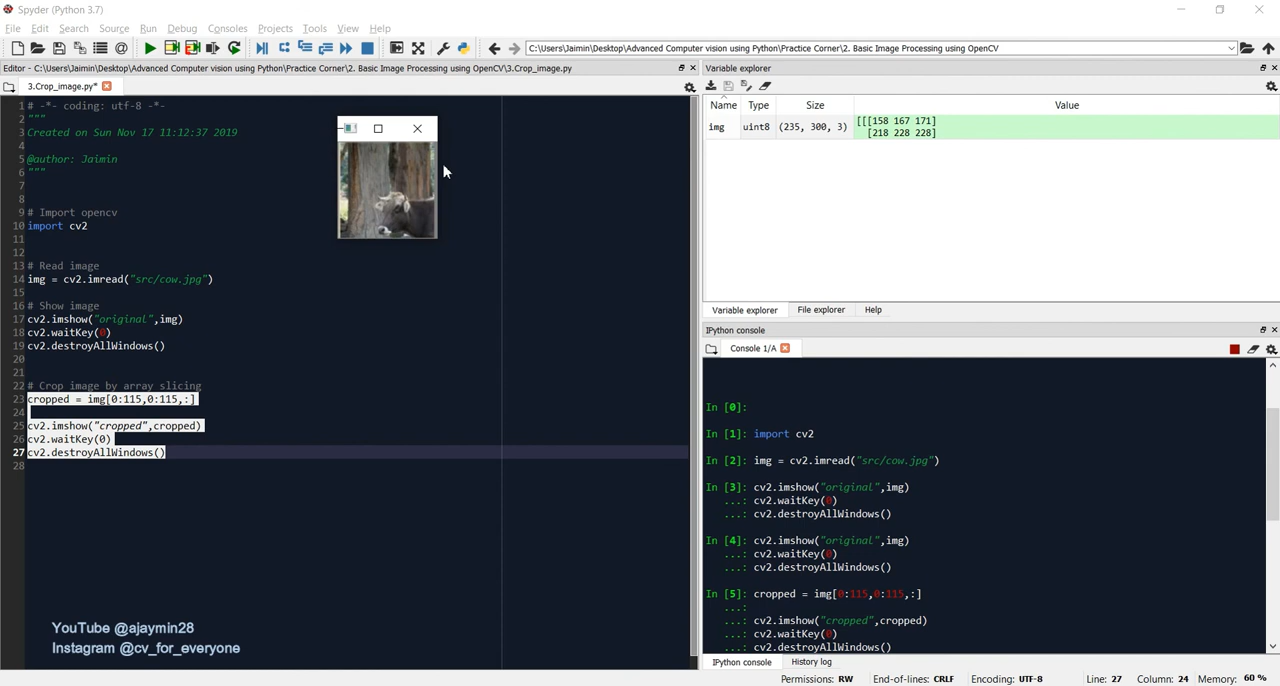 Spyder (Python 3.7)
File Edit Search Source Run Debug Consoles Projects Tools View Help
C:\Users\Jaimin\Desktop\Advanced Computer vision using Python\Practice Corner\2. Basic Image Processing using OpenCV
Editor - C:\Users\Jaimin\Desktop\Advanced Computer vision using Python\Practice Corner\2. Basic Image Processing using OpenCV\3.Crop_image.py
3.Crop_image.py*
1 # -*- coding: utf-8 -*-
2 """
3 Created on Sun Nov 17 11:12:37 2019
4
5 @author: Jaimin
6 """
7
8
9 # Import opencv
10 import cv2
11
12
13 # Read image
14 img = cv2.imread("src/cow.jpg")
15
16 # Show image
17 cv2.imshow("original",img)
18 cv2.waitKey(0)
19 cv2.destroyAllWindows()
20
21
22 # Crop image by array slicing
23 cropped = img[0:115,0:115,:]
24
25 cv2.imshow("cropped",cropped)
26 cv2.waitKey(0)
27 cv2.destroyAllWindows()
28
YouTube @ajaymin28
Instagram @cv_for_everyone
Variable explorer
Name Type Size Value
img uint8 (235, 300, 3) [[[158 167 171]
[218 228 228]
Variable explorer File explorer Help
IPython console
Console 1/A
In [0]:
In [1]: import cv2
In [2]: img = cv2.imread("src/cow.jpg")
In [3]: cv2.imshow("original",img)
...: cv2.waitKey(0)
...: cv2.destroyAllWindows()
In [4]: cv2.imshow("original",img)
...: cv2.waitKey(0)
...: cv2.destroyAllWindows()
In [5]: cropped = img[0:115,0:115,:]
...:
...: cv2.imshow("cropped",cropped)
...: cv2.waitKey(0)
...: cv2.destroyAllWindows()
IPython console History log
Permissions: RW End-of-lines: CRLF Encoding: UTF-8 Line: 27 Column: 24 Memory: 60 %